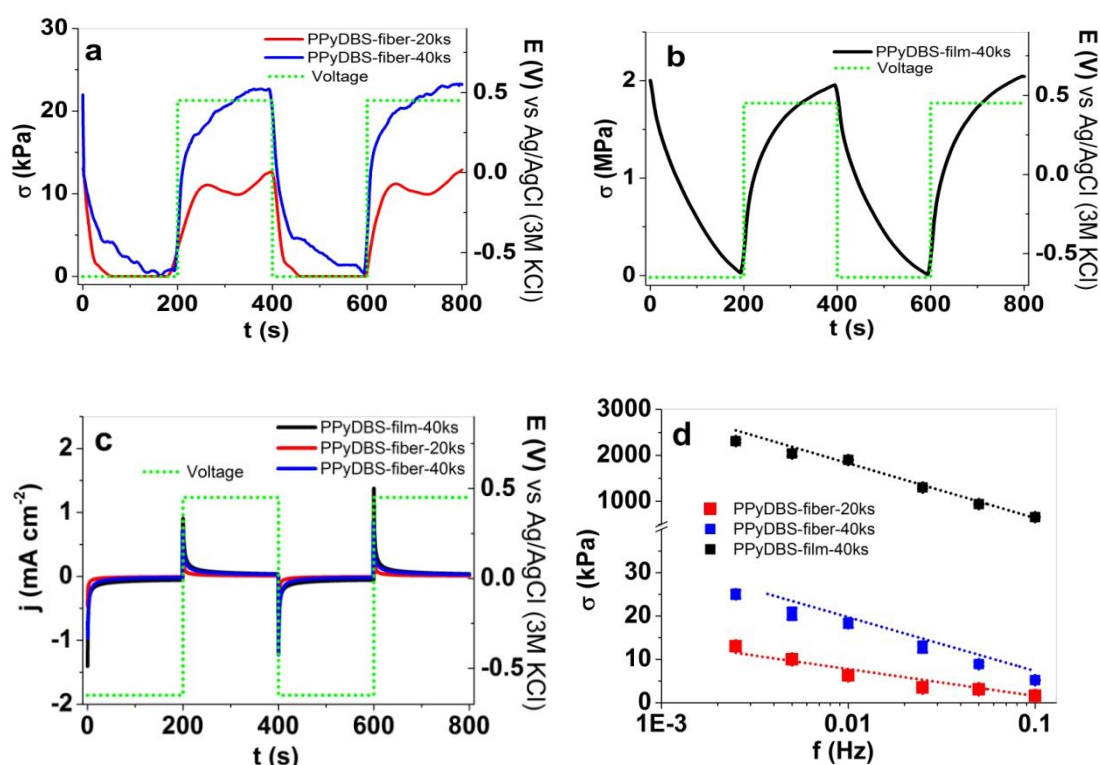 a
PPyDBS-fiber-20ks
PPyDBS-fiber-40ks
Voltage
σ (kPa)
30
20
10
0
0 200 400 600 800
t (s)
E (V) vs Ag/AgCl (3M KCl)
0.5
0.0
-0.5
b
PPyDBS-film-40ks
Voltage
σ (MPa)
2
1
0
0 200 400 600 800
t (s)
E (V) vs Ag/AgCl (3M KCl)
0.5
0.0
-0.5
c
PPyDBS-film-40ks
PPyDBS-fiber-20ks
PPyDBS-fiber-40ks
Voltage
j (mA cm-2)
2
1
0
-1
-2
0 200 400 600 800
t (s)
E (V) vs Ag/AgCl (3M KCl)
0.5
0.0
-0.5
d
PPyDBS-fiber-20ks
PPyDBS-fiber-40ks
PPyDBS-film-40ks
σ (kPa)
3000
2000
1000
30
20
10
0
1E-3 0.01 0.1
f (Hz)